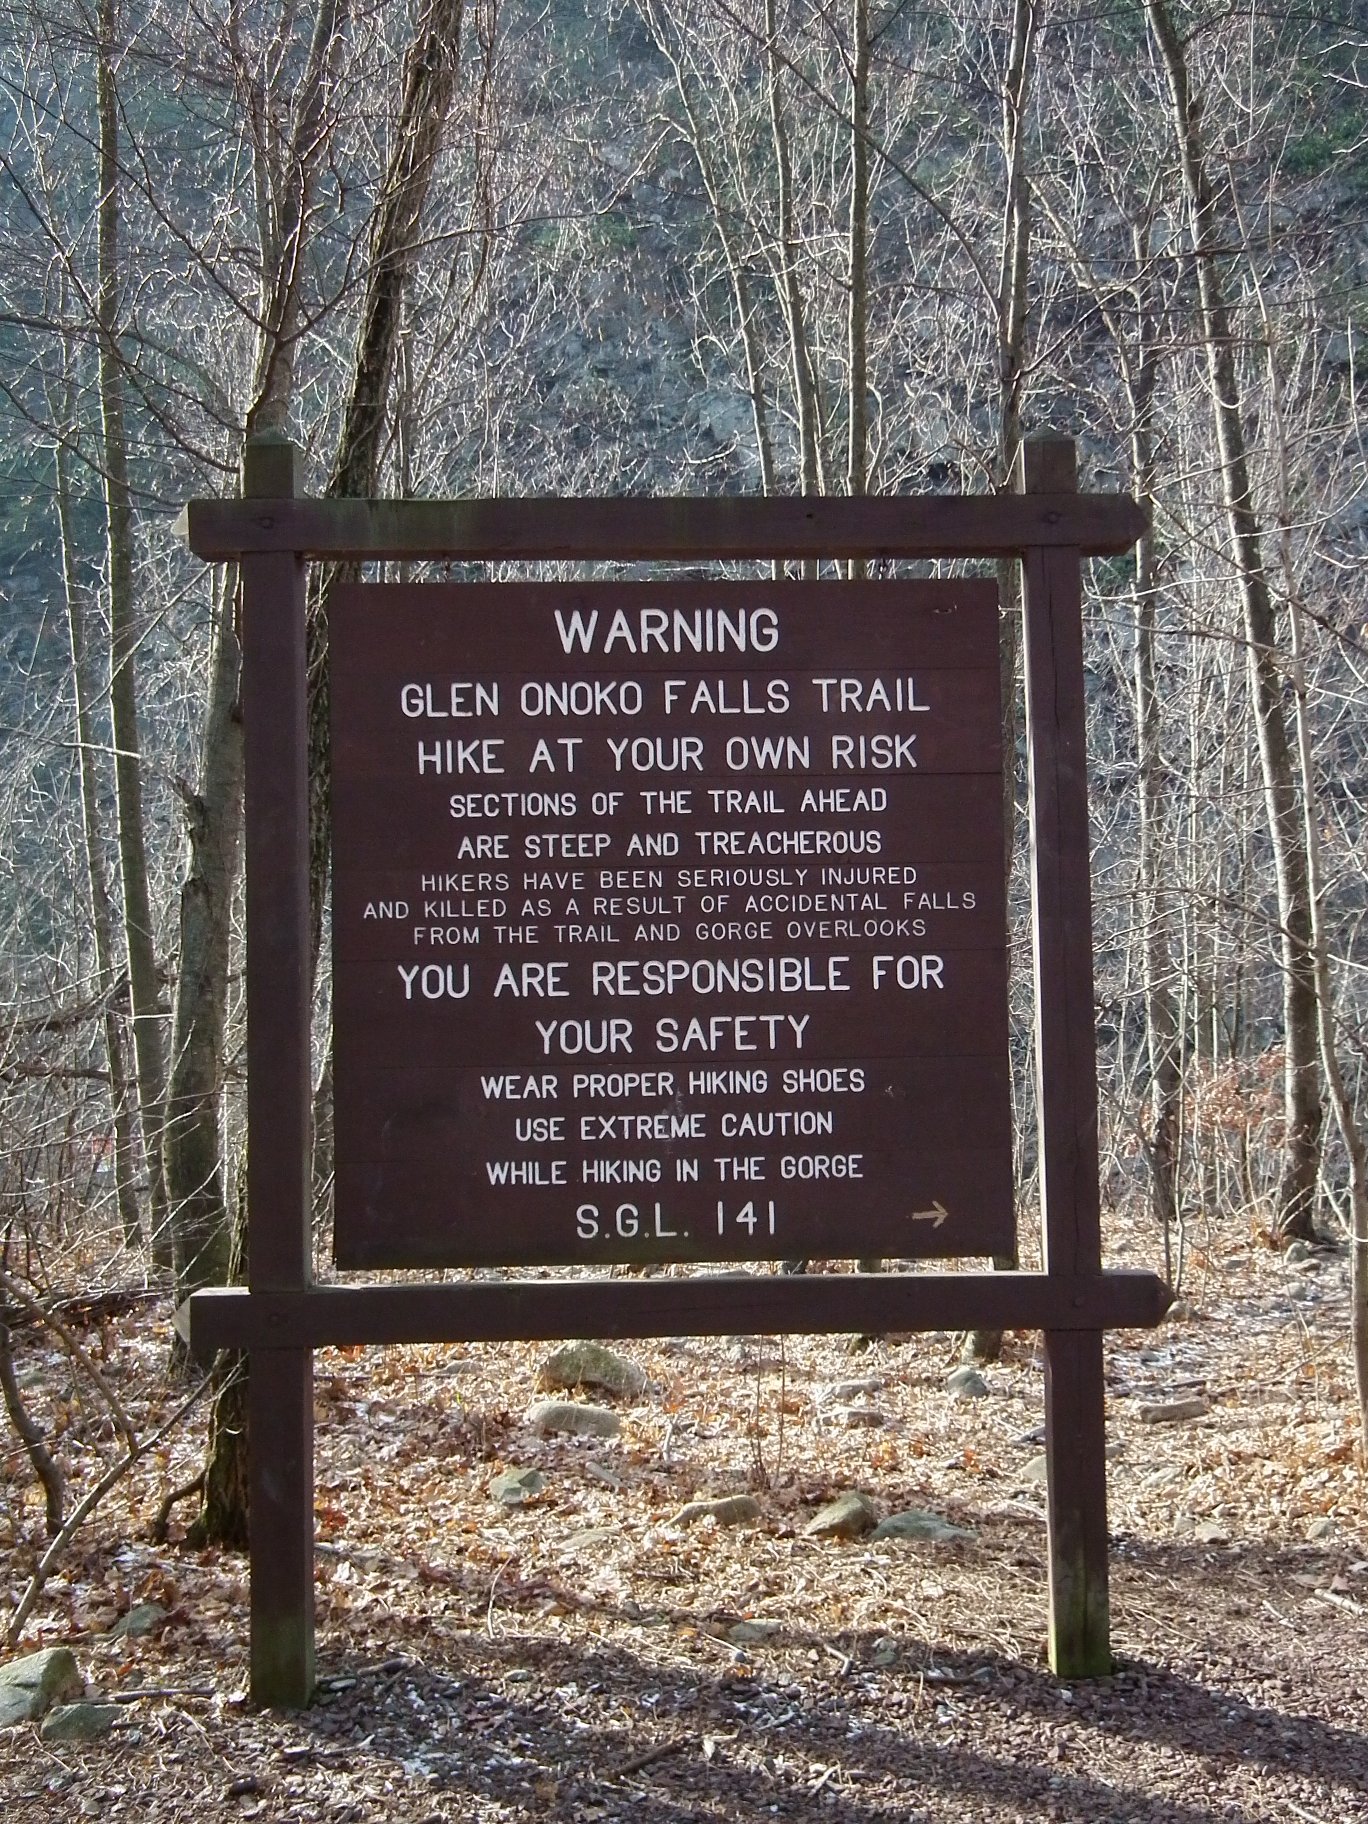 WARNING
GLEN ONOKO FALLS TRAIL
HIKE AT YOUR OWN RISK
SECTIONS OF THE TRAIL AHEAD
ARE STEEP AND TREACHEROUS
HIKERS HAVE BEEN SERIOUSLY INJURED
AND KILLED AS A RESULT OF ACCIDENTAL FALLS
FROM THE TRAIL AND GORGE OVERLOOKS
YOU ARE RESPONSIBLE FOR
YOUR SAFETY
WEAR PROPER HIKING SHOES
USE EXTREME CAUTION
WHILE HIKING IN THE GORGE
S.G.L. 141